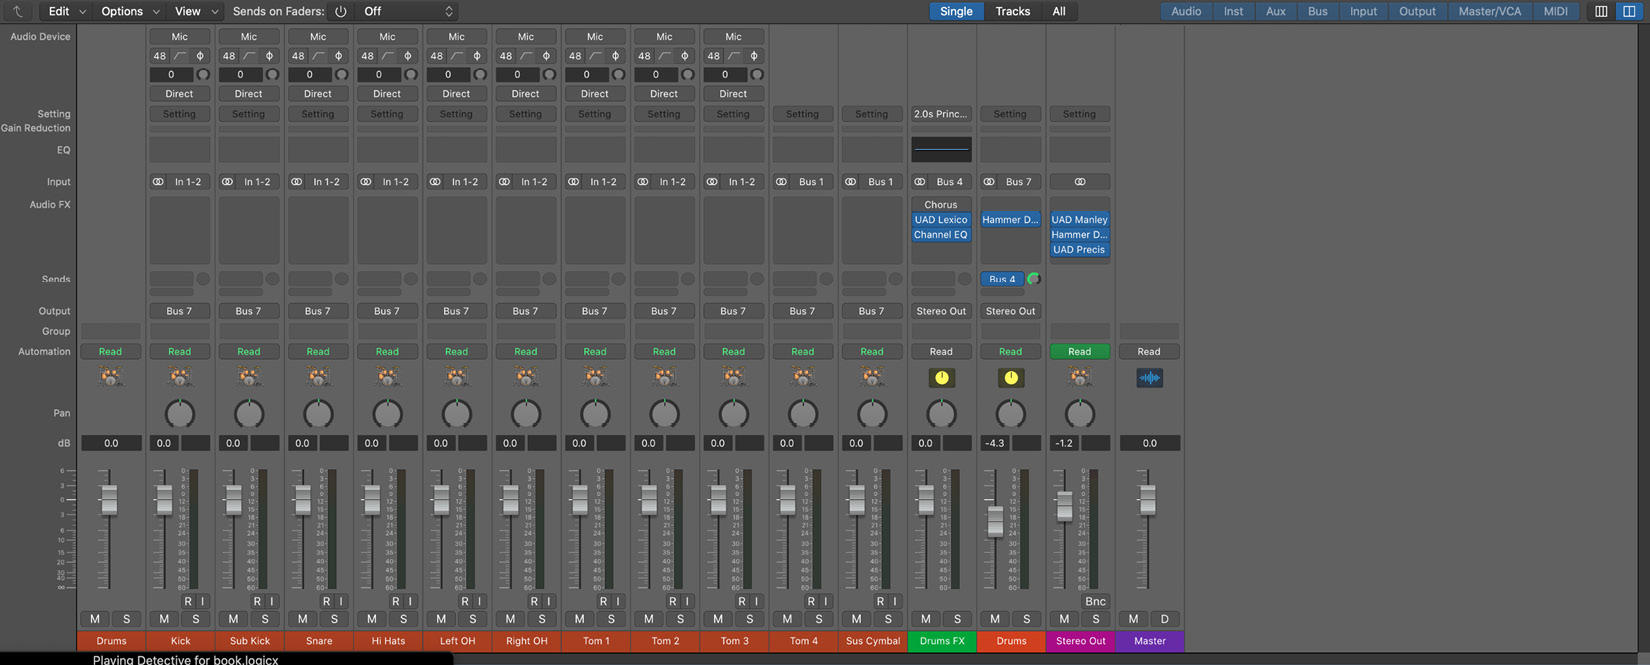 Edit Options View Sends on Faders: Off Single Tracks All Audio Inst Aux Bus Input Output Master/VCA MIDI
Audio Device Mic Mic Mic Mic Mic Mic Mic Mic Mic
48 48 48 48 48 48 48 48 48
0 0 0 0 0 0 0 0 0
Direct Direct Direct Direct Direct Direct Direct Direct Direct
Setting Setting Setting Setting Setting Setting Setting Setting Setting Setting Setting Setting 2.0s Princ... Setting Setting
Gain Reduction
EQ
Input In 1-2 In 1-2 In 1-2 In 1-2 In 1-2 In 1-2 In 1-2 In 1-2 In 1-2 Bus 1 Bus 1 Bus 4 Bus 7
Audio FX Chorus
UAD Lexico Hammer D... UAD Manley
Channel EQ Hammer D...
UAD Precis
Sends Bus 4
Output Bus 7 Bus 7 Bus 7 Bus 7 Bus 7 Bus 7 Bus 7 Bus 7 Bus 7 Bus 7 Bus 7 Stereo Out Stereo Out
Group
Automation Read Read Read Read Read Read Read Read Read Read Read Read Read Read Read Read
Pan
dB 0.0 0.0 0.0 0.0 0.0 0.0 0.0 0.0 0.0 0.0 0.0 0.0 0.0 -4.3 -1.2 0.0
R I R I R I R I R I R I R I R I R I R I R I Bnc
M S M S M S M S M S M S M S M S M S M S M S M S M S M S M S M D
Drums Kick Sub Kick Snare Hi Hats Left OH Right OH Tom 1 Tom 2 Tom 3 Tom 4 Sus Cymbal Drums FX Drums Stereo Out Master
Playing Detective for book.logicx